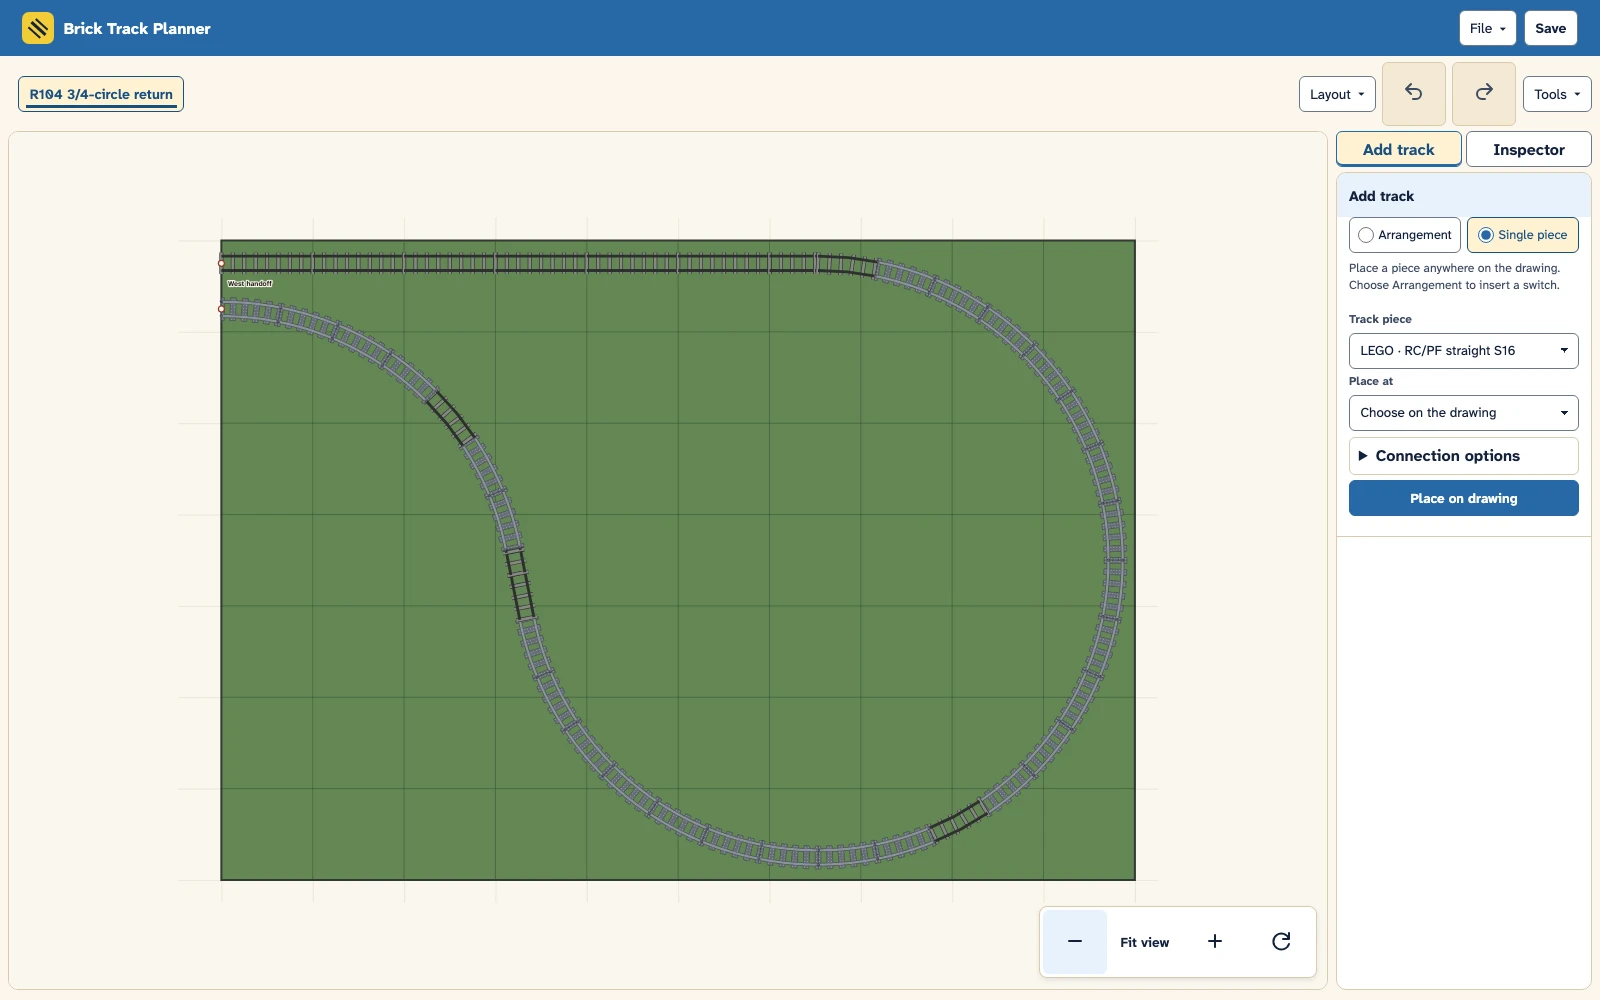 Brick Track Planner
File
Save
R104 3/4-circle return
Layout
Tools
Add track
Inspector
Add track
Arrangement
Single piece
Place a piece anywhere on the drawing.
Choose Arrangement to insert a switch.
Track piece
LEGO · RC/PF straight S16
Place at
Choose on the drawing
Connection options
Place on drawing
West handoff
Fit view